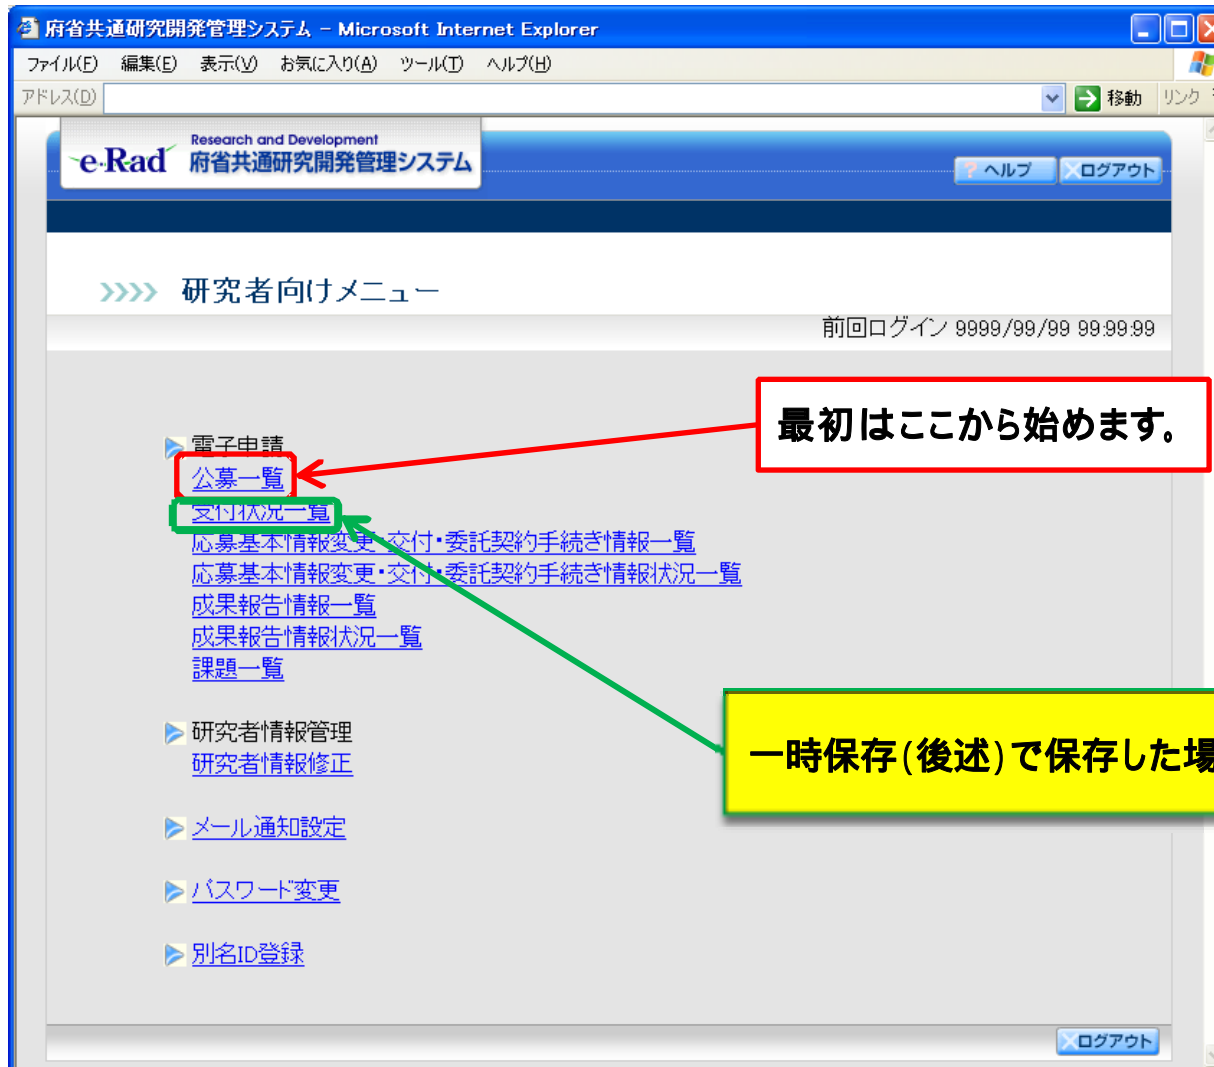 府省共通研究開発管理システム - Microsoft Internet Explorer
ファイル(F) 編集(E) 表示(V) お気に入り(A) ツール(T) ヘルプ(H)
アドレス(D) 移動 リンク
e-Rad Research and Development
府省共通研究開発管理システム
? ヘルプ ログアウト
>>>> 研究者向けメニュー
前回ログイン 9999/99/99 99:99:99
最初はここから始めます。
電子申請
公募一覧
受付状況一覧
応募基本情報変更・交付・委託契約手続き情報一覧
応募基本情報変更・交付・委託契約手続き情報状況一覧
成果報告情報一覧
成果報告情報状況一覧
課題一覧
一時保存(後述)で保存した場
研究者情報管理
研究者情報修正
メール通知設定
パスワード変更
別名ID登録
ログアウト